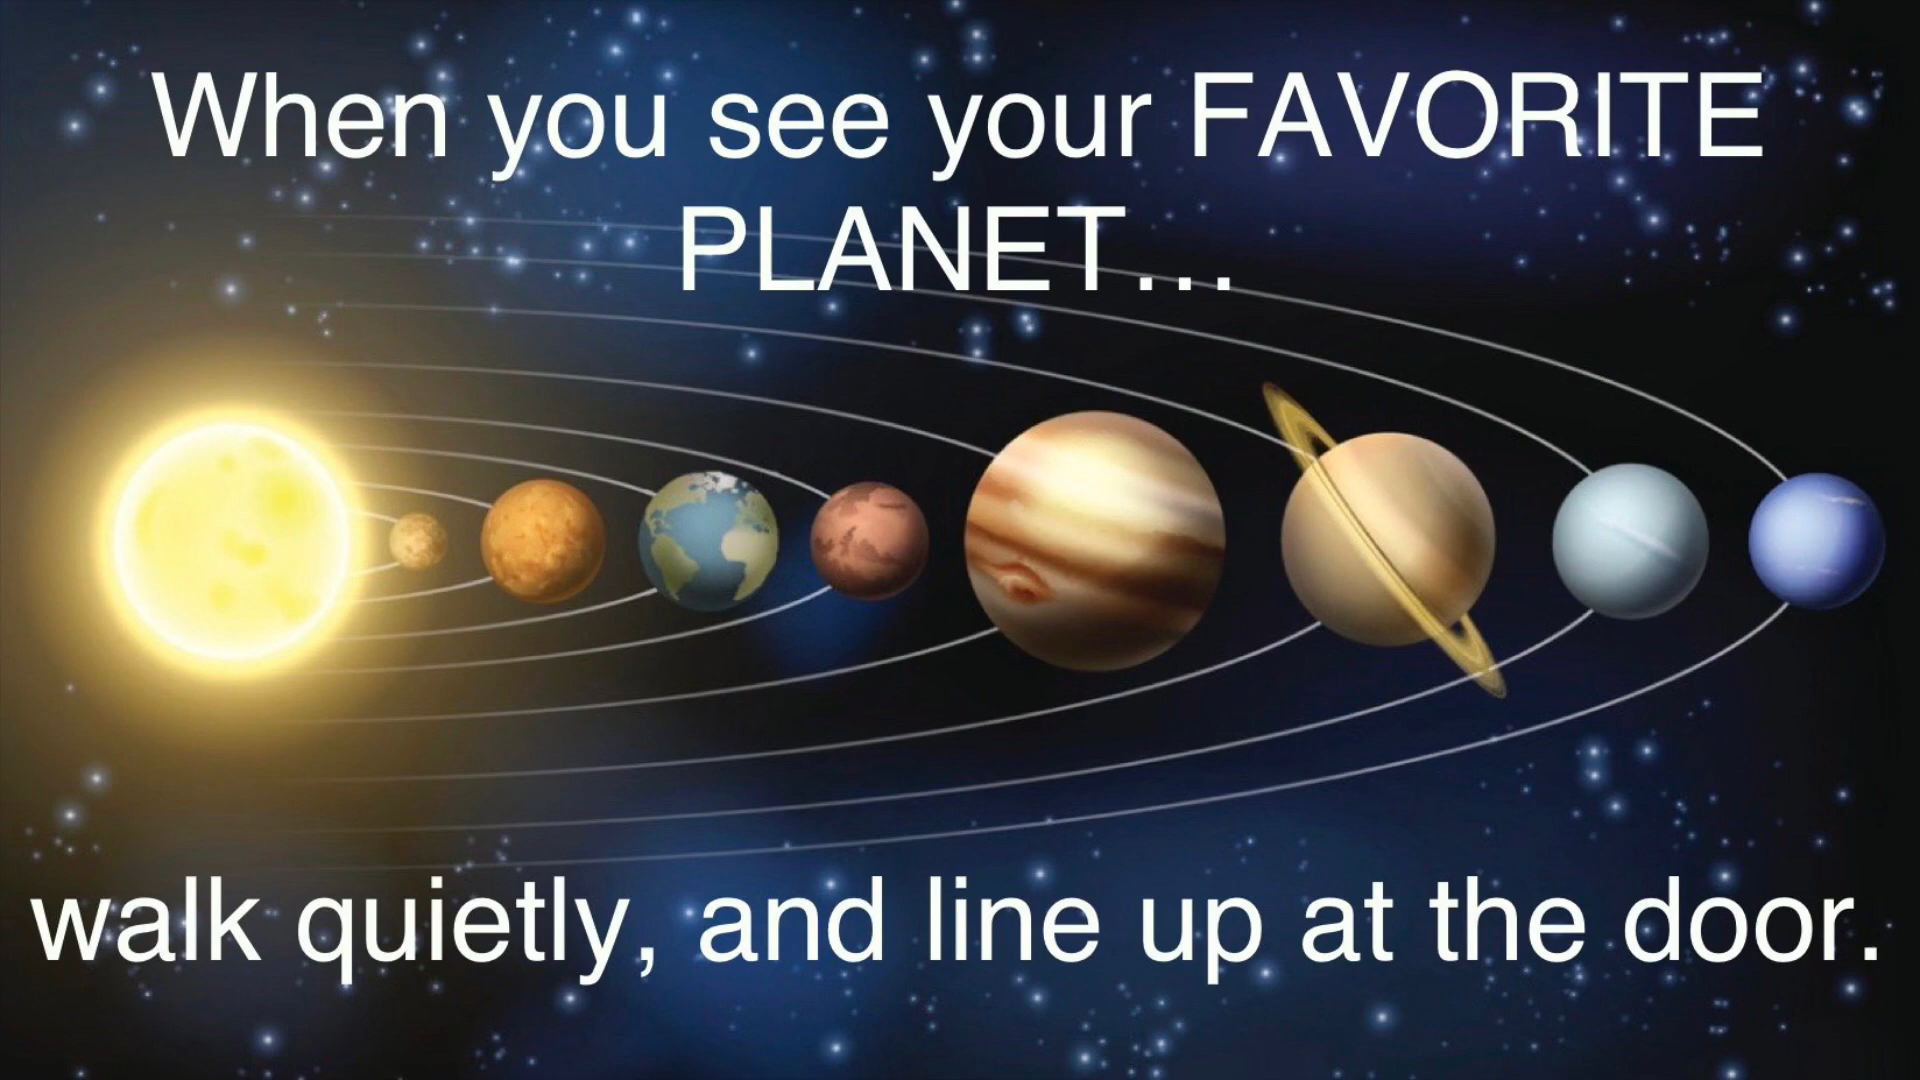 When you see your FAVORITE
PLANET...
walk quietly, and line up at the door.